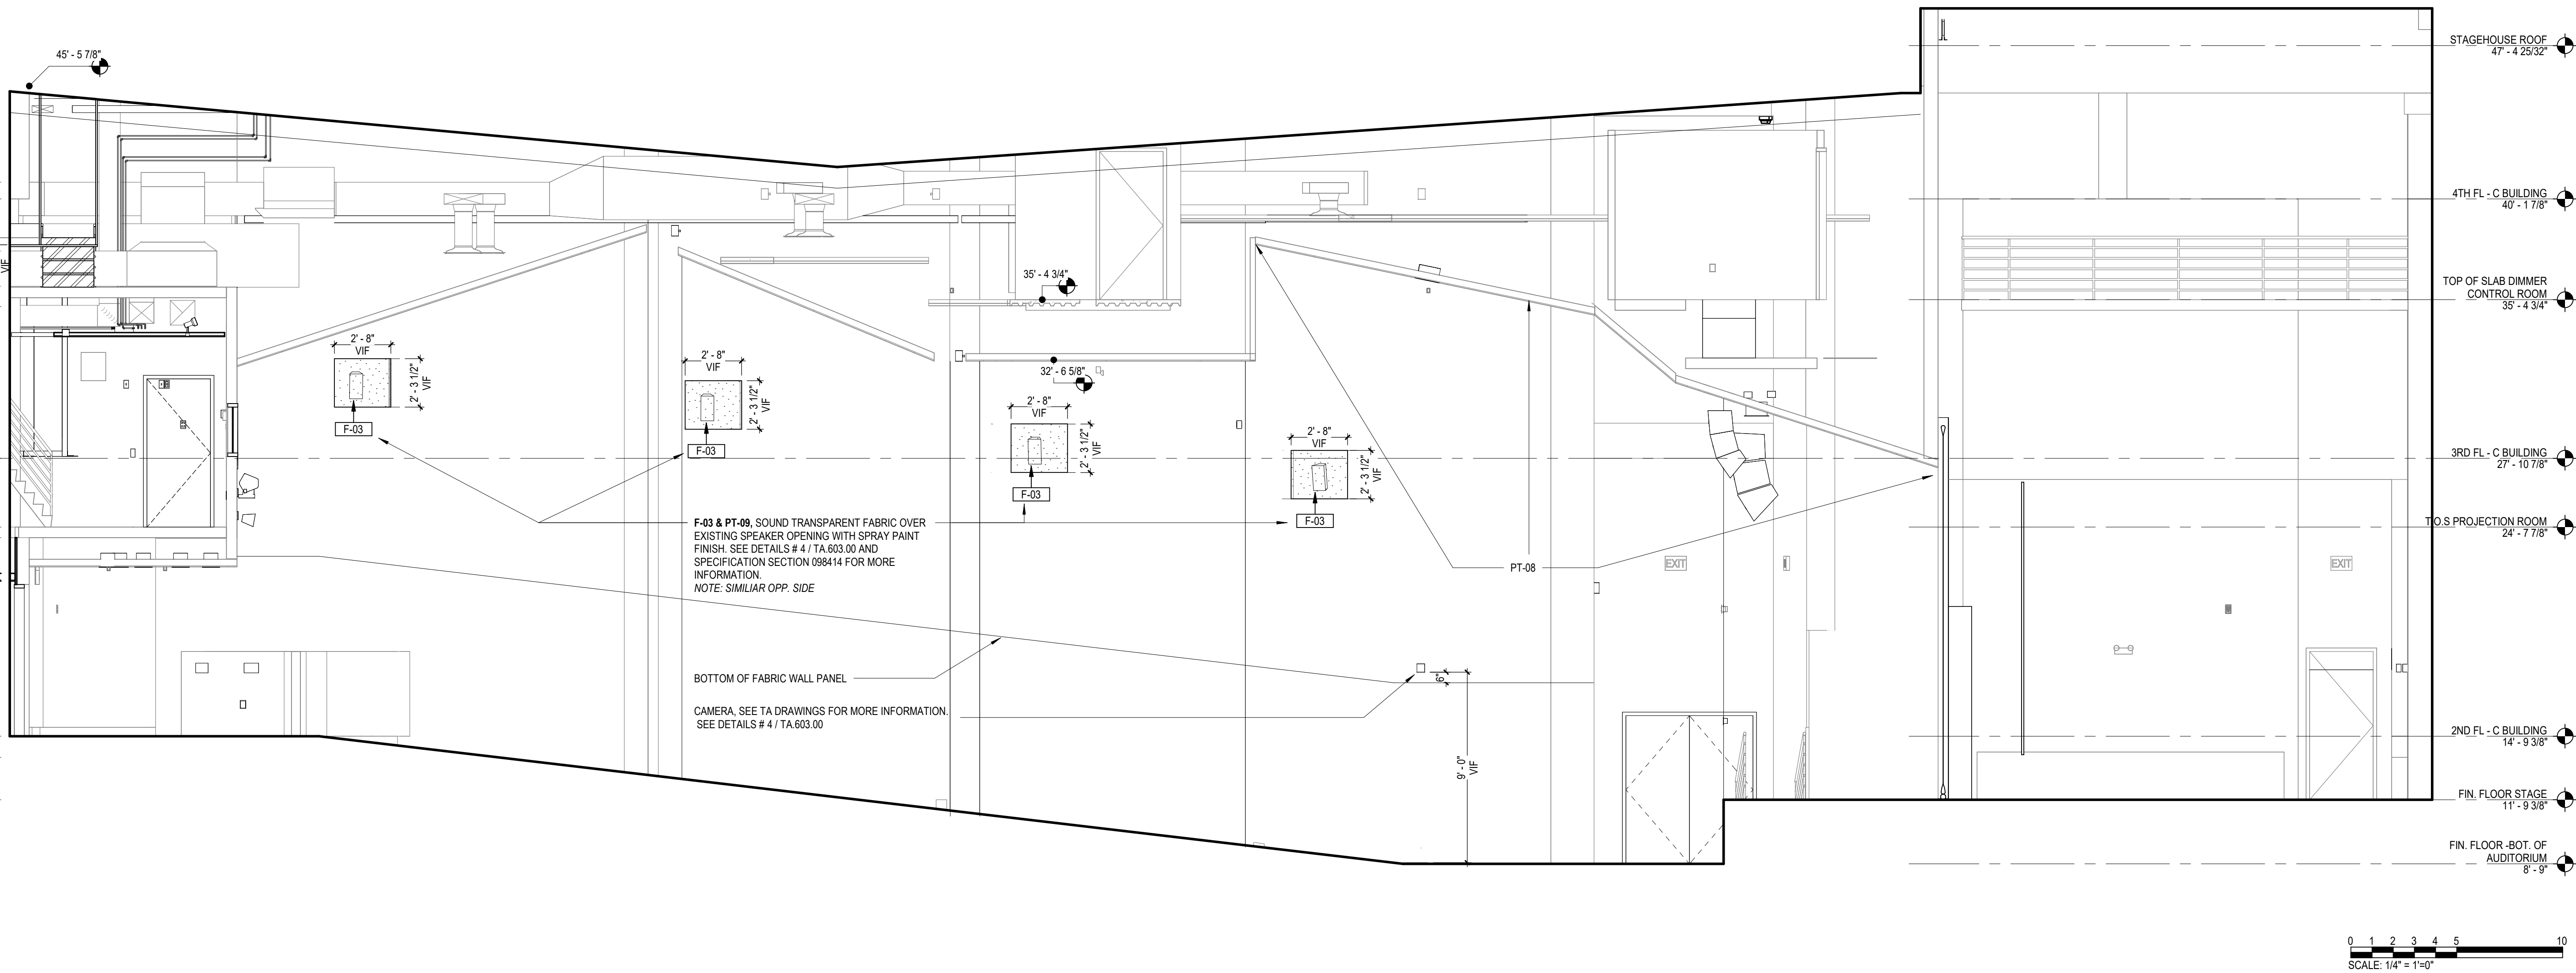 45' - 5 7/8"
STAGEHOUSE ROOF
47' - 4 25/32"
4TH FL - C BUILDING
40' - 1 7/8"
VIF
35' - 4 3/4"
TOP OF SLAB DIMMER
CONTROL ROOM
35' - 4 3/4"
2' - 8"
VIF
2' - 3 1/2"
VIF
F-03
2' - 8"
VIF
2' - 3 1/2"
VIF
F-03
32' - 6 5/8"
2' - 8"
VIF
2' - 3 1/2"
VIF
F-03
2' - 8"
VIF
2' - 3 1/2"
VIF
F-03
3RD FL - C BUILDING
27' - 10 7/8"
F-03 & PT-09, SOUND TRANSPARENT FABRIC OVER
EXISTING SPEAKER OPENING WITH SPRAY PAINT
FINISH. SEE DETAILS # 4 / TA.603.00 AND
SPECIFICATION SECTION 098414 FOR MORE
INFORMATION.
NOTE: SIMILIAR OPP. SIDE
T.O.S PROJECTION ROOM
24' - 7 7/8"
PT-08
EXIT
EXIT
BOTTOM OF FABRIC WALL PANEL
6"
CAMERA, SEE TA DRAWINGS FOR MORE INFORMATION.
SEE DETAILS # 4 / TA.603.00
9' - 0"
VIF
2ND FL - C BUILDING
14' - 9 3/8"
FIN. FLOOR STAGE
11' - 9 3/8"
FIN. FLOOR -BOT. OF
AUDITORIUM
8' - 9"
0 1 2 3 4 5 10
SCALE: 1/4" = 1'=0"